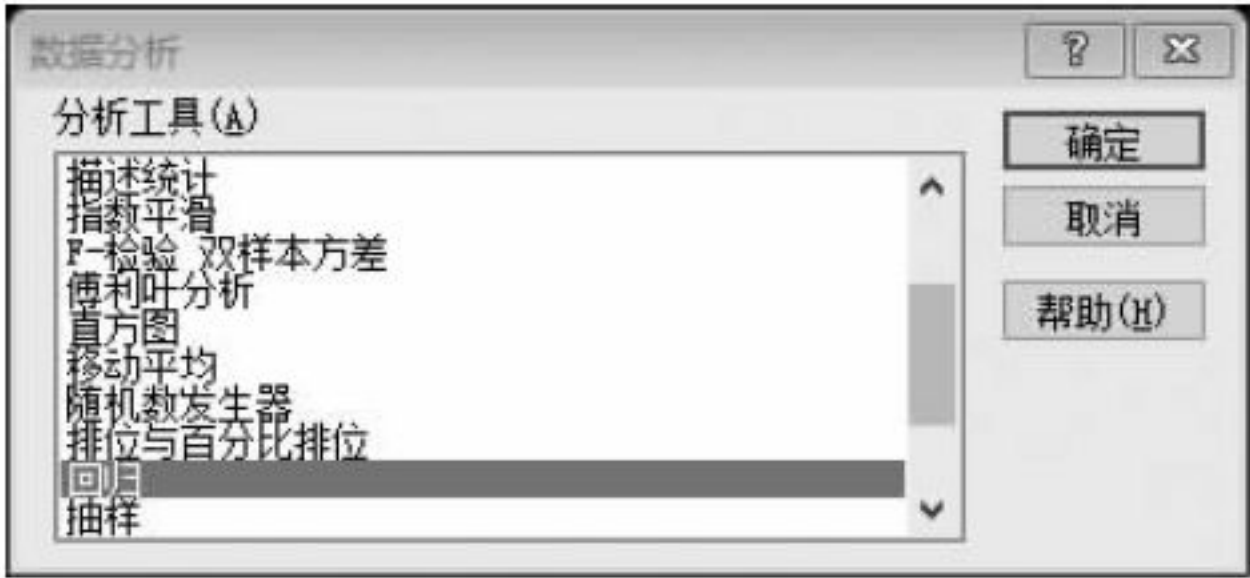 数据分析
分析工具(A)
描述统计
指数平滑
F-检验 双样本方差
傅利叶分析
直方图
移动平均
随机数发生器
排位与百分比排位
回归
抽样
确定
取消
帮助(H)